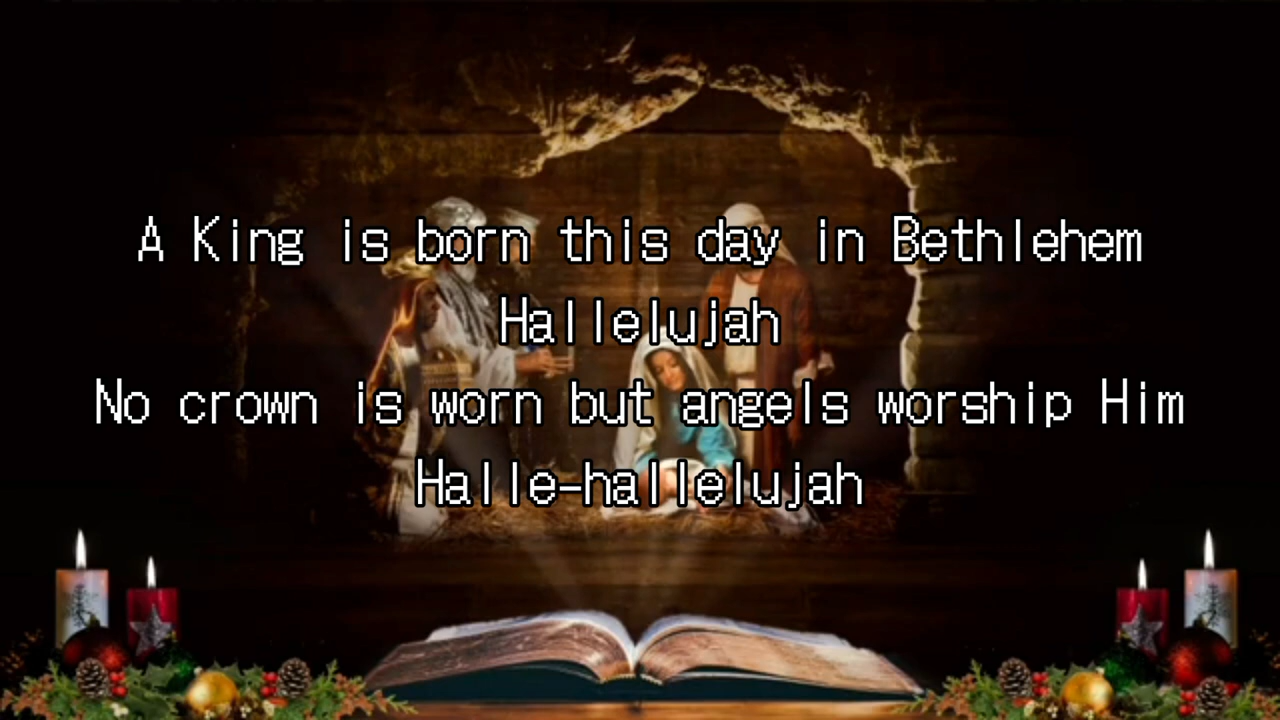 A King is born this day in Bethlehem
Hallelujah
No crown is worn but angels worship Him
Halle-hallelujah